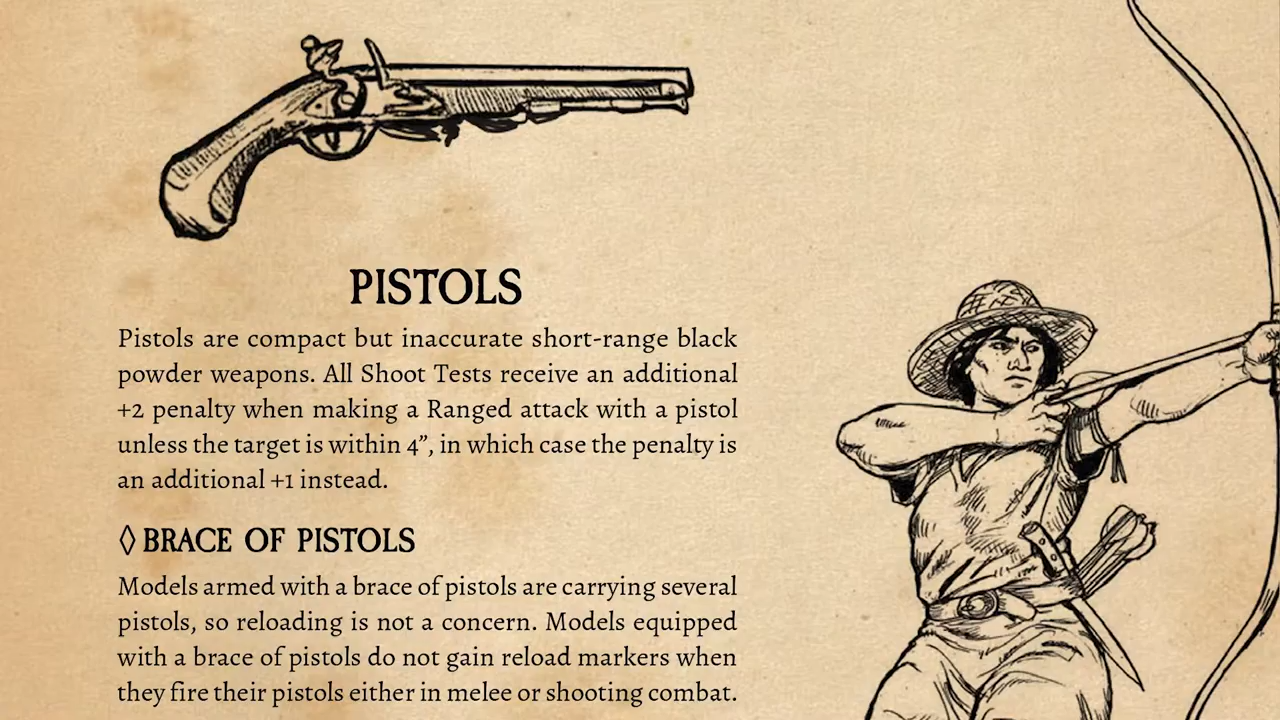 PISTOLS
Pistols are compact but inaccurate short-range black
powder weapons. All Shoot Tests receive an additional
+2 penalty when making a Ranged attack with a pistol
unless the target is within 4”, in which case the penalty is
an additional +1 instead.
◊ BRACE OF PISTOLS
Models armed with a brace of pistols are carrying several
pistols, so reloading is not a concern. Models equipped
with a brace of pistols do not gain reload markers when
they fire their pistols either in melee or shooting combat.